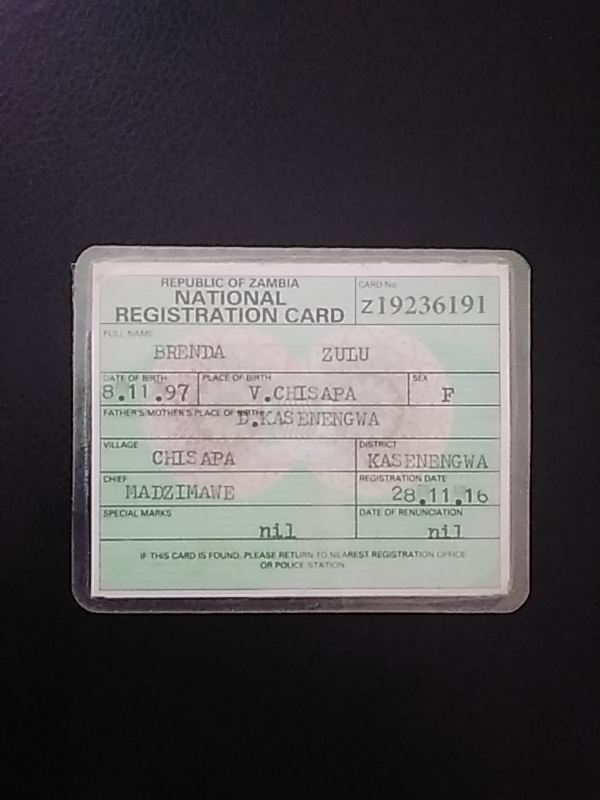 REPUBLIC OF ZAMBIA
NATIONAL
REGISTRATION CARD
CARD No.
Z19236191
FULL NAME
BRENDA ZULU
DATE OF BIRTH PLACE OF BIRTH SEX
8.11.97 V.CHISAPA F
FATHER'S/MOTHER'S PLACE OF BIRTH
D.KASENENGWA
VILLAGE DISTRICT
CHISAPA KASENENGWA
CHIEF REGISTRATION DATE
MADZIMAWE 28.11.16
SPECIAL MARKS DATE OF RENUNCIATION
nil nil
IF THIS CARD IS FOUND, PLEASE RETURN TO NEAREST REGISTRATION OFFICE
OR POLICE STATION